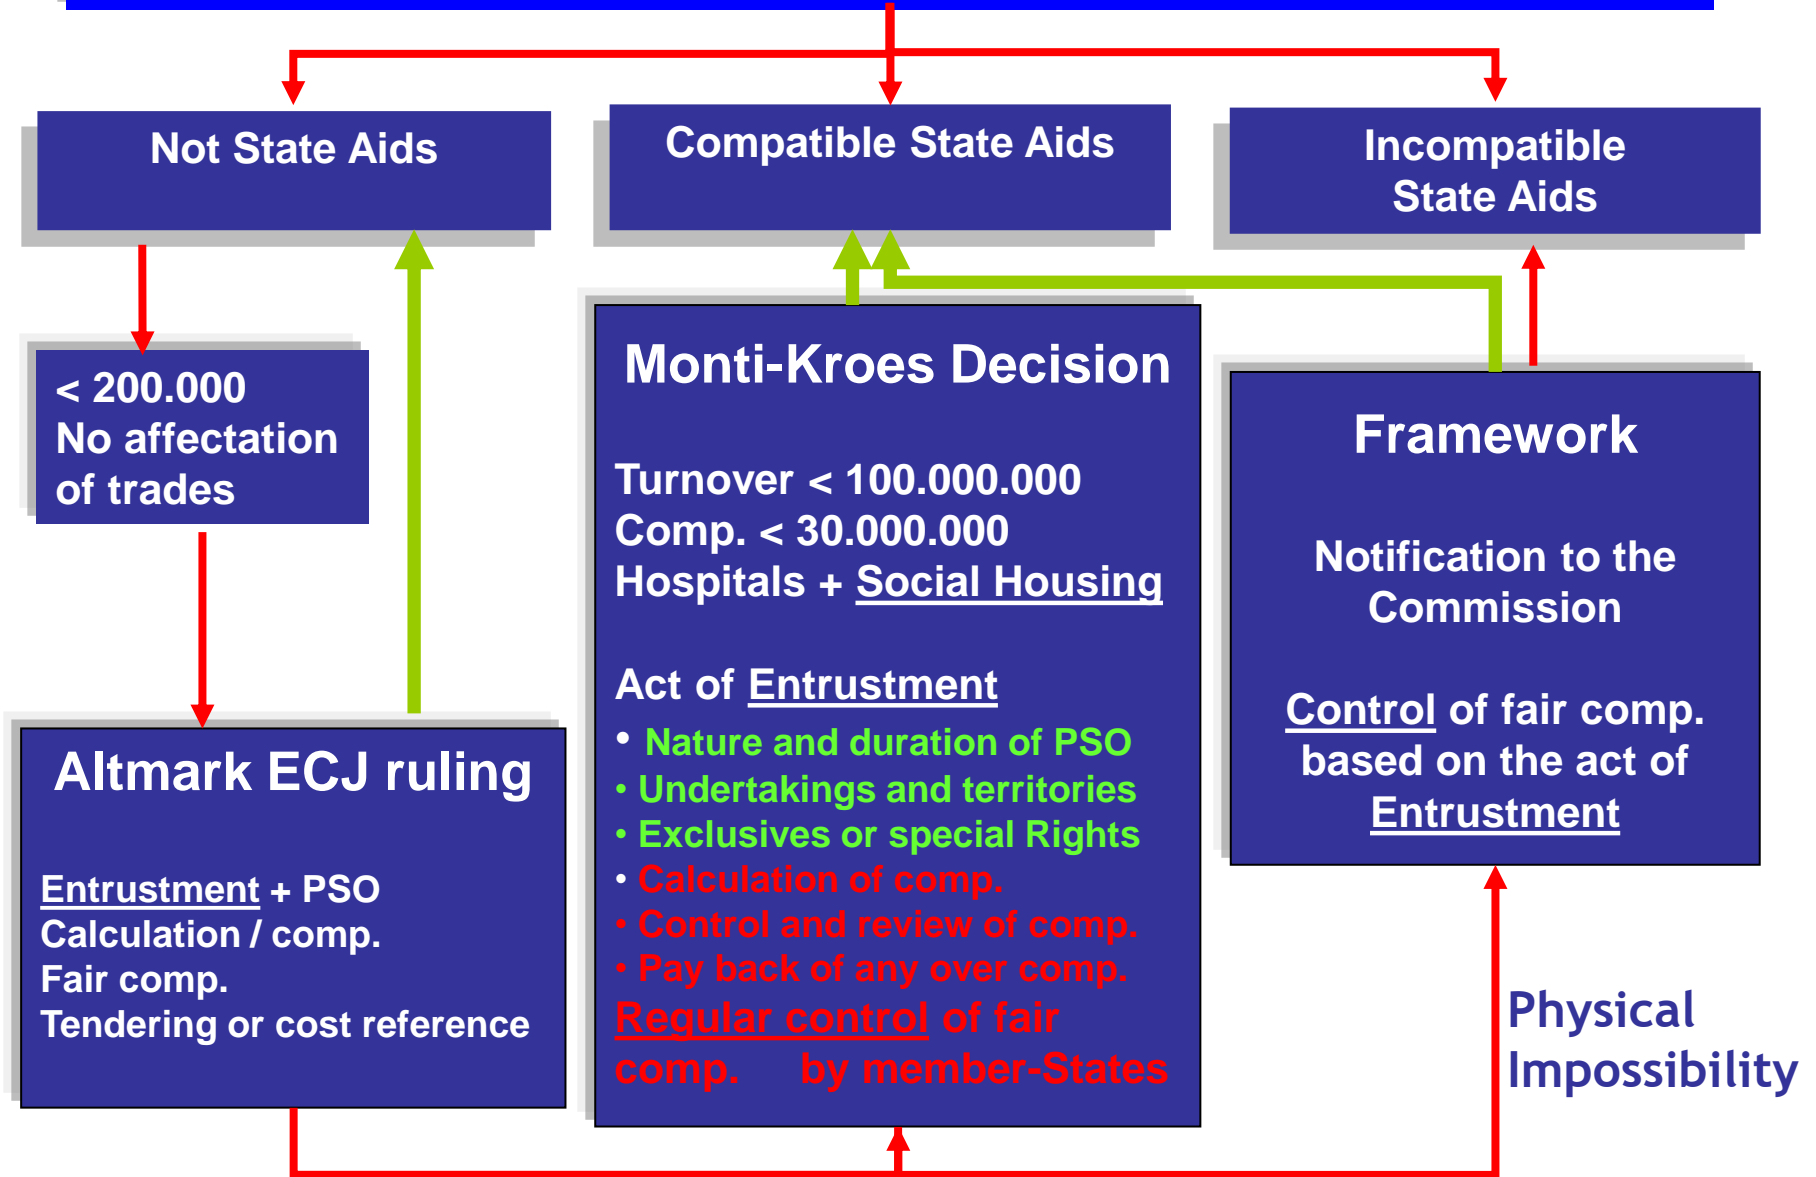 Not State Aids
Compatible State Aids
Incompatible
State Aids
< 200.000
No affectation
of trades
Altmark ECJ ruling
Entrustment + PSO
Calculation / comp.
Fair comp.
Tendering or cost reference
Monti-Kroes Decision
Turnover < 100.000.000
Comp. < 30.000.000
Hospitals + Social Housing
Act of Entrustment
• Nature and duration of PSO
• Undertakings and territories
• Exclusives or special Rights
• Calculation of comp.
• Control and review of comp.
• Pay back of any over comp.
Regular control of fair
comp. by member-States
Framework
Notification to the
Commission
Control of fair comp.
based on the act of
Entrustment
Physical
Impossibility